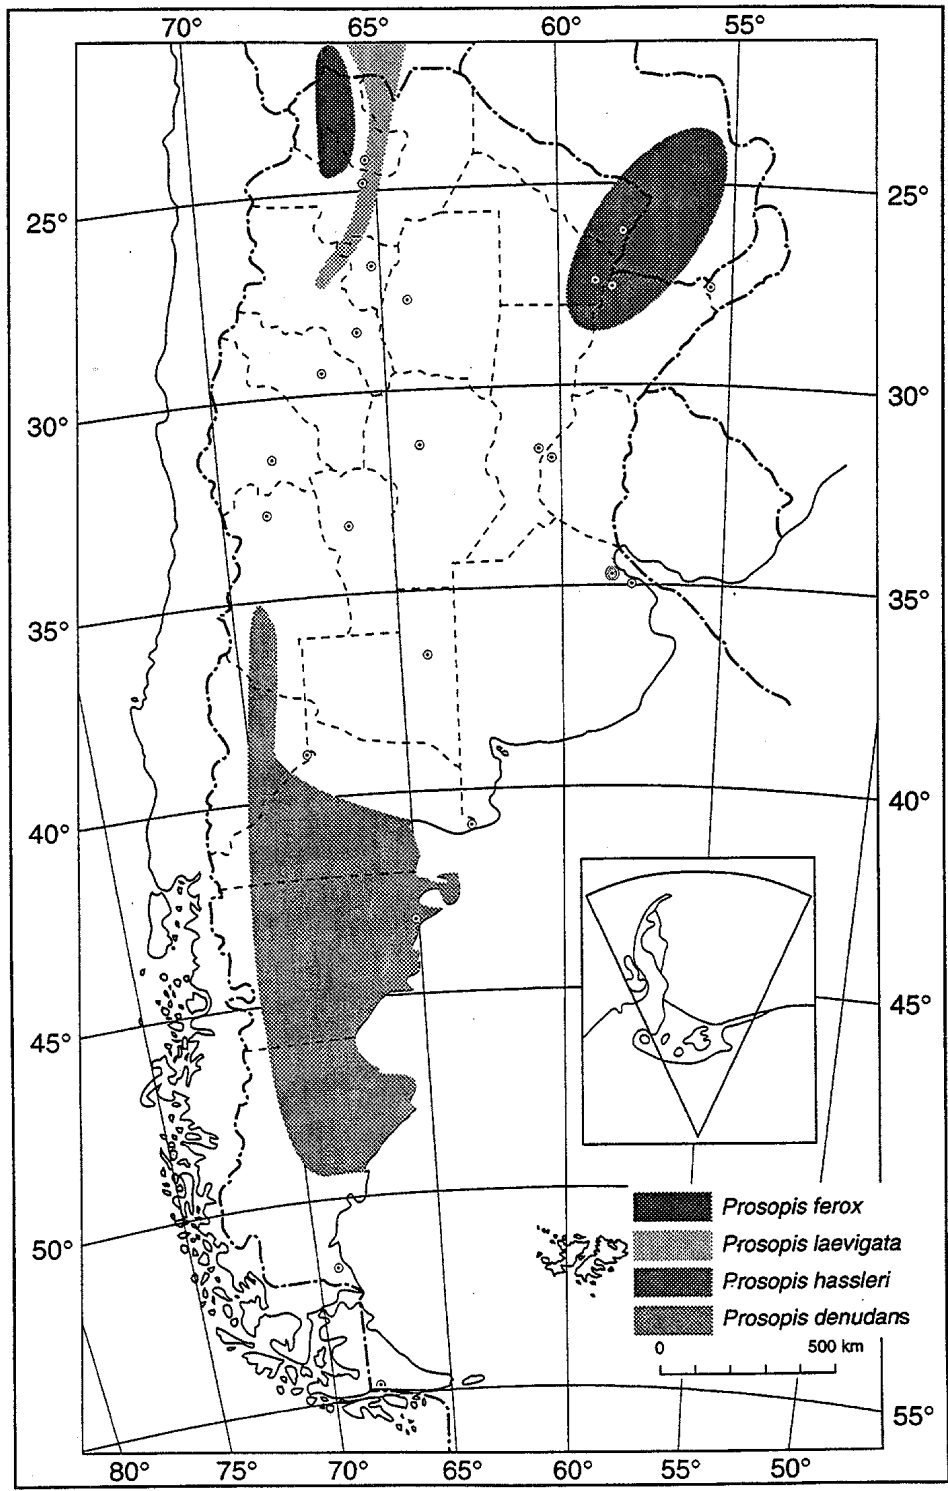 70° 65° 60° 55°
25° 25°
30° 30°
35° 35°
40° 40°
45° 45°
50°
Prosopis ferox
Prosopis laevigata
Prosopis hassleri
Prosopis denudans
0 500 km
55°
80° 75° 70° 65° 60° 55° 50°